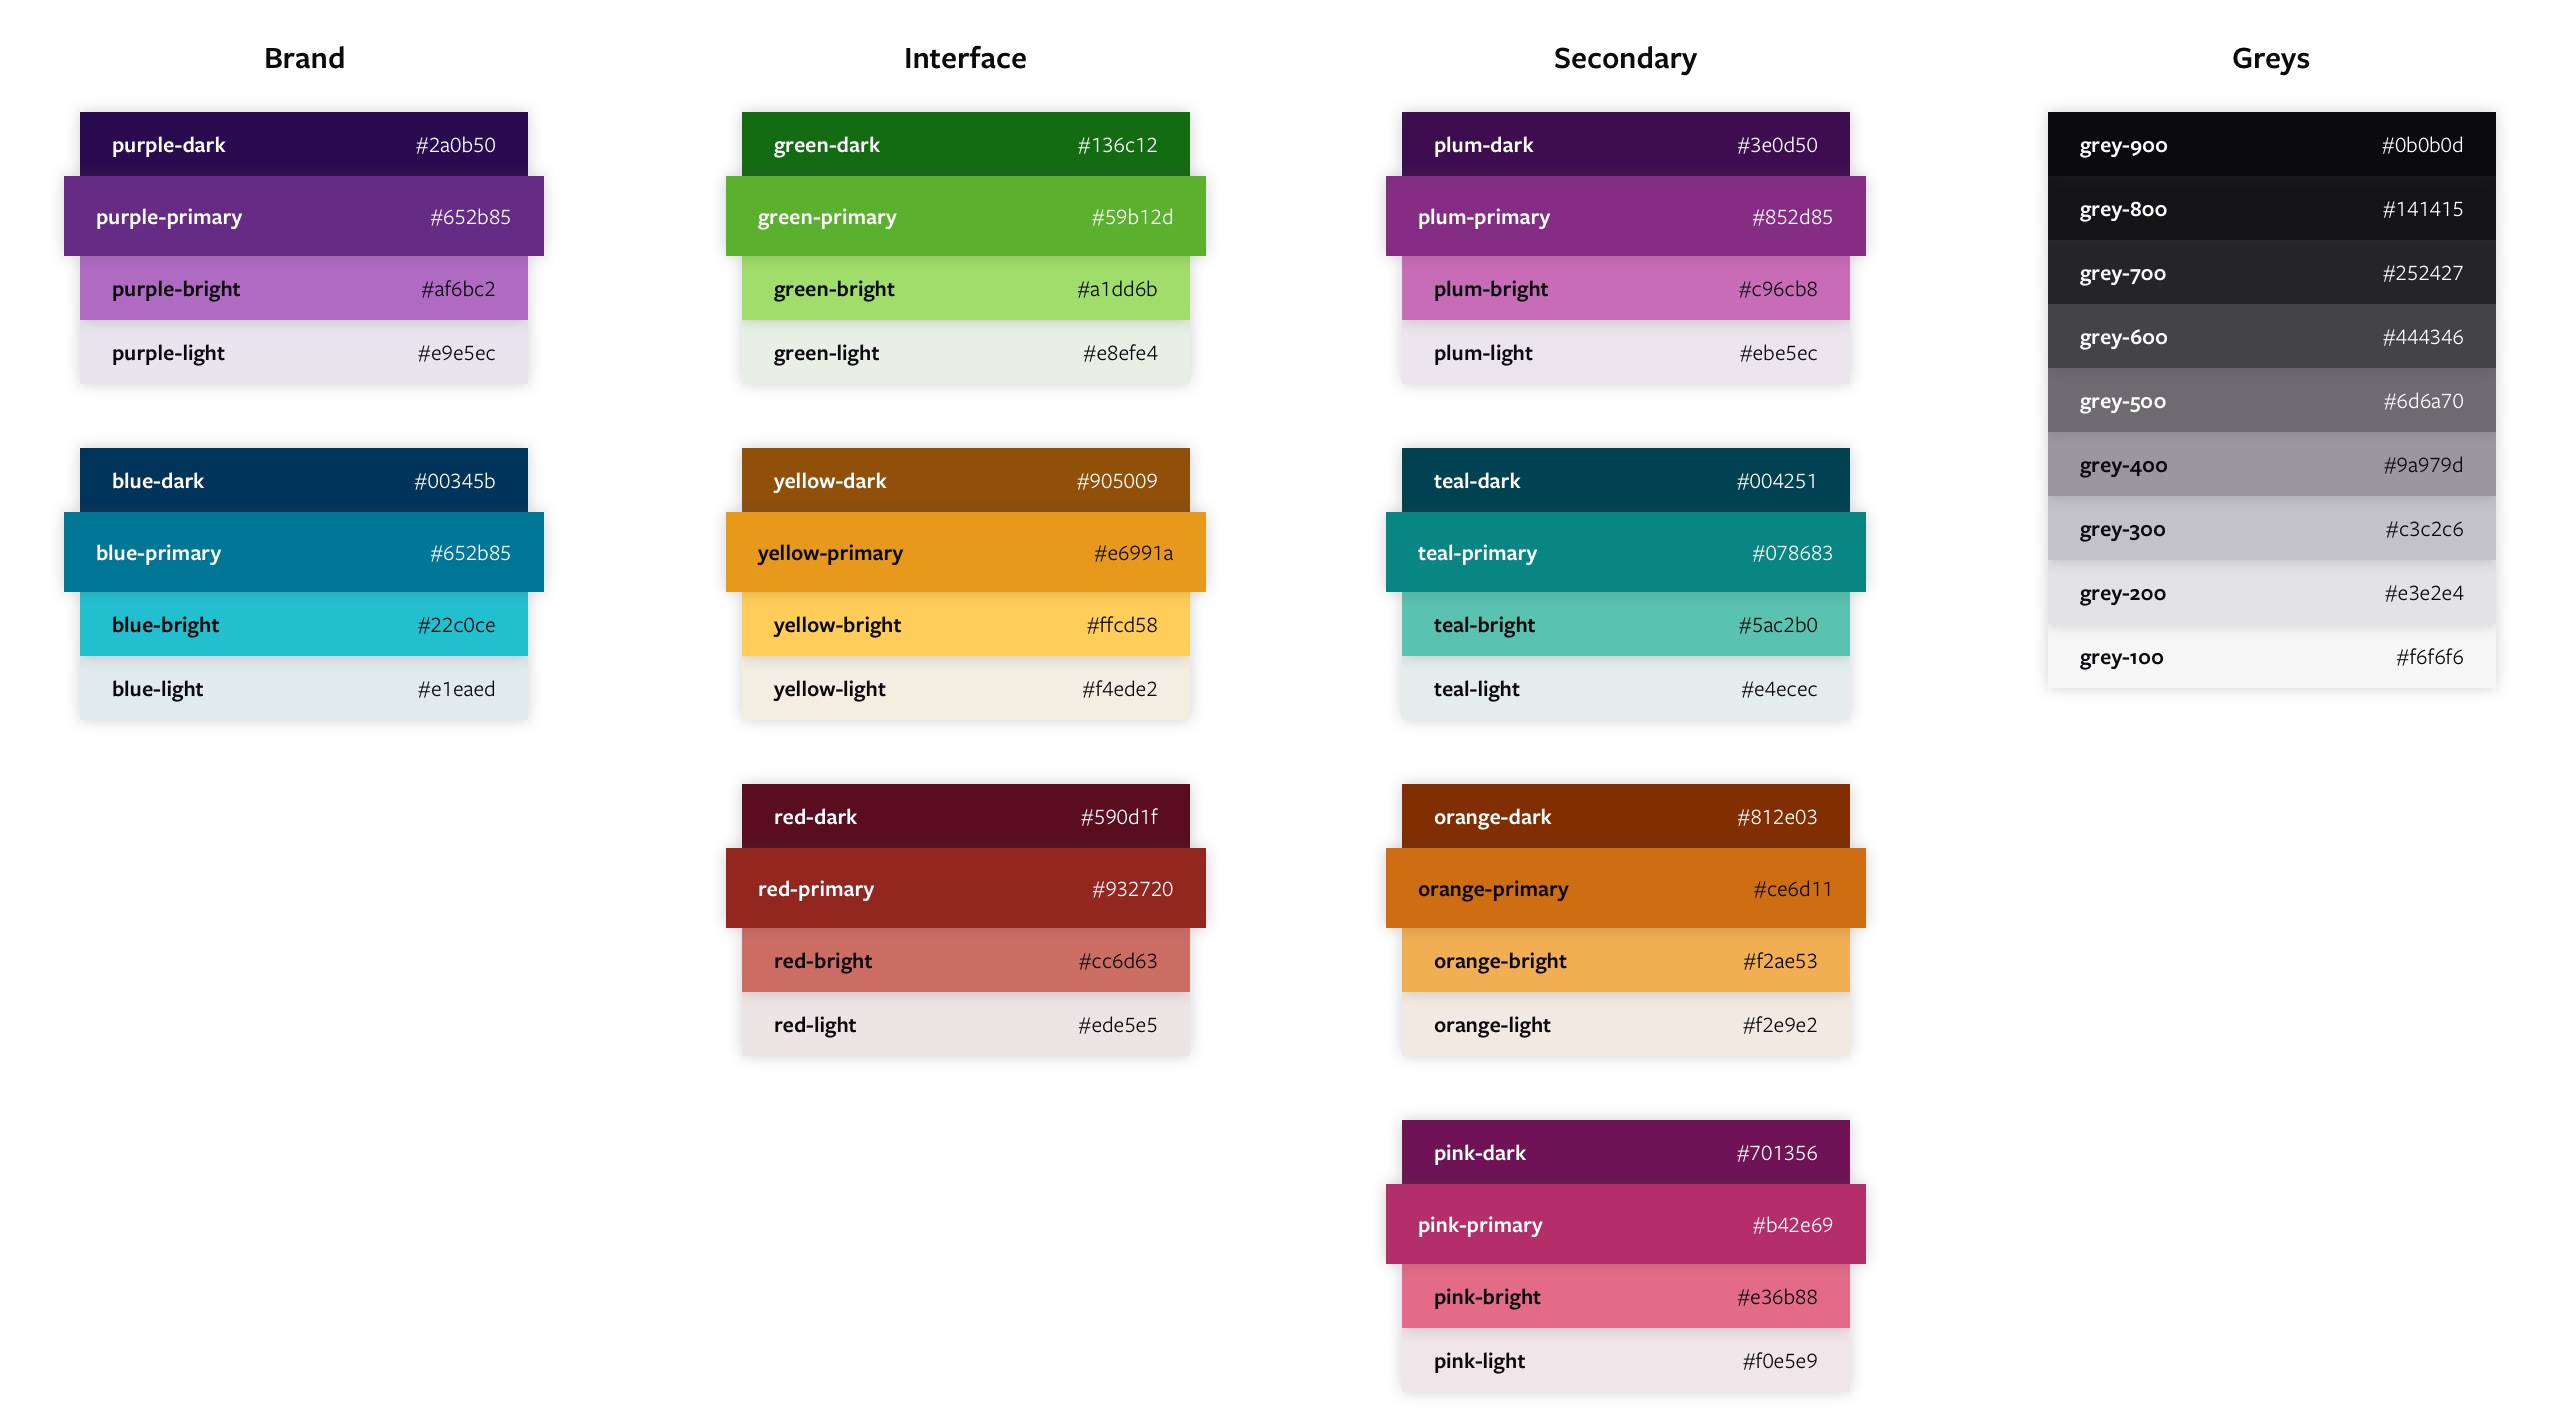 Brand
purple-dark #2a0b50
purple-primary #652b85
purple-bright #af6bc2
purple-light #e9e5ec
blue-dark #00345b
blue-primary #652b85
blue-bright #22c0ce
blue-light #e1eaed
Interface
green-dark #136c12
green-primary #59b12d
green-bright #a1dd6b
green-light #e8efe4
yellow-dark #905009
yellow-primary #e6991a
yellow-bright #ffcd58
yellow-light #f4ede2
red-dark #590d1f
red-primary #932720
red-bright #cc6d63
red-light #ede5e5
Secondary
plum-dark #3e0d50
plum-primary #852d85
plum-bright #c96cb8
plum-light #ebe5ec
teal-dark #004251
teal-primary #078683
teal-bright #5ac2b0
teal-light #e4ecec
orange-dark #812e03
orange-primary #ce6d11
orange-bright #f2ae53
orange-light #f2e9e2
pink-dark #701356
pink-primary #b42e69
pink-bright #e36b88
pink-light #f0e5e9
Greys
grey-900 #0b0b0d
grey-800 #141415
grey-700 #252427
grey-600 #444346
grey-500 #6d6a70
grey-400 #9a979d
grey-300 #c3c2c6
grey-200 #e3e2e4
grey-100 #f6f6f6